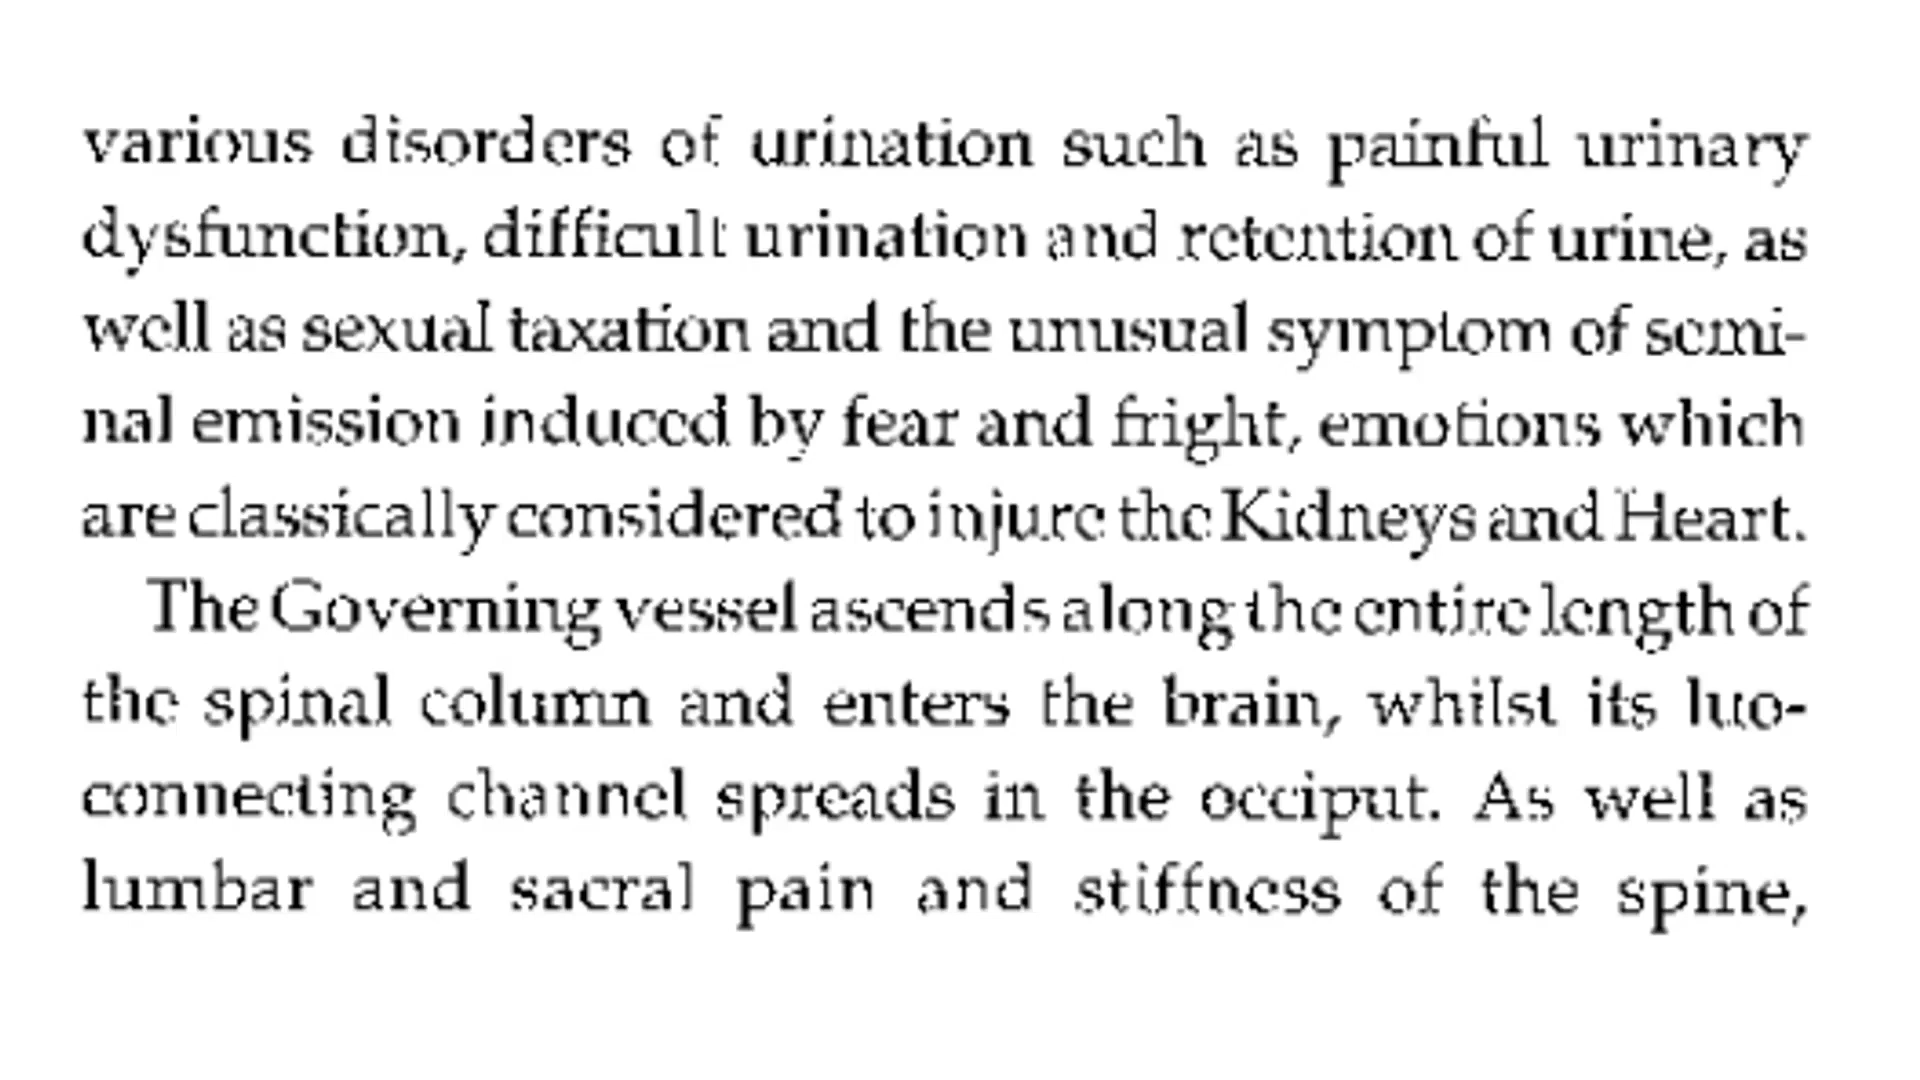 various disorders of urination such as painful urinary
dysfunction, difficult urination and retention of urine, as
well as sexual taxation and the unusual symptom of semi-
nal emission induced by fear and fright, emotions which
are classically considered to injure the Kidneys and Heart.
The Governing vessel ascends along the entire length of
the spinal column and enters the brain, whilst its luo-
connecting channel spreads in the occiput. As well as
lumbar and sacral pain and stiffness of the spine,